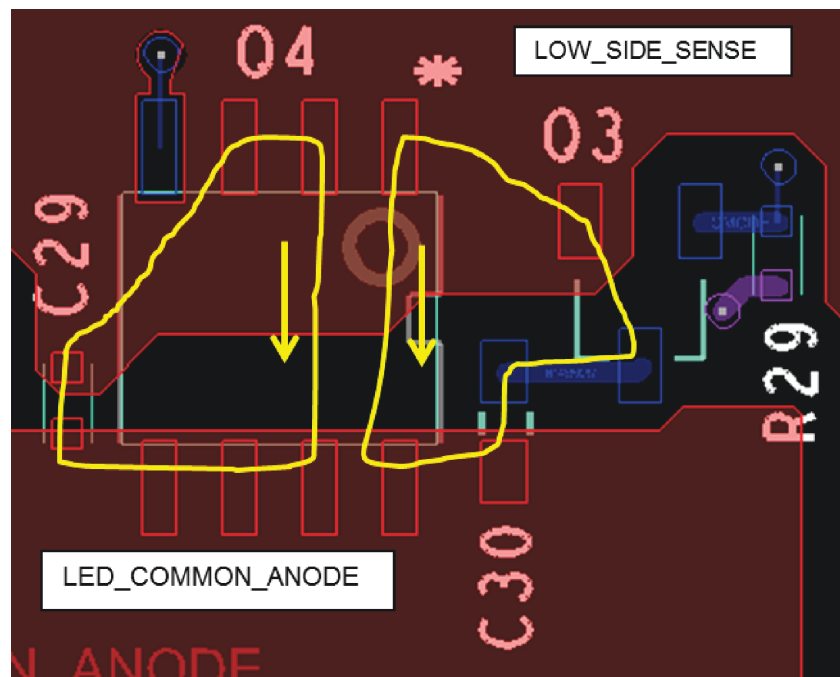 Q4
*
LOW_SIDE_SENSE
Q3
C29
R29
LED_COMMON_ANODE
C30
N_ANODE